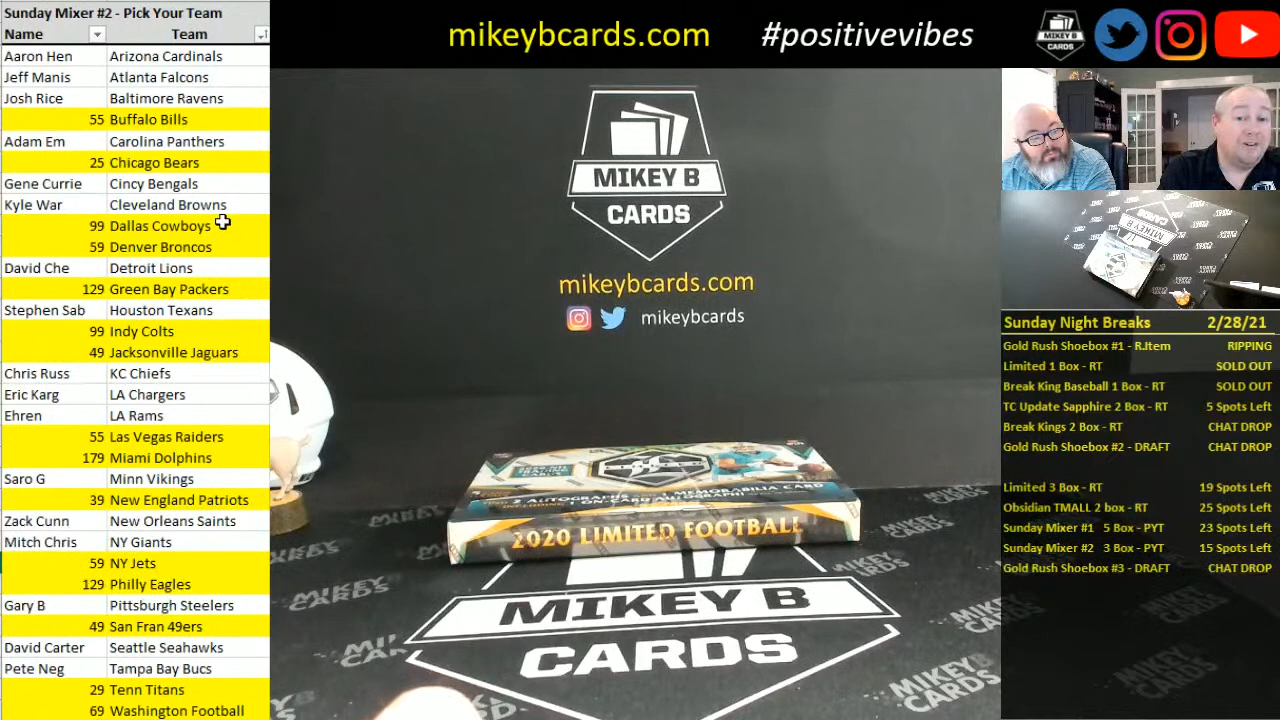 Sunday Mixer #2 - Pick Your Team
Name Team
Aaron Hen Arizona Cardinals
Jeff Manis Atlanta Falcons
Josh Rice Baltimore Ravens
55 Buffalo Bills
Adam Em Carolina Panthers
25 Chicago Bears
Gene Currie Cincy Bengals
Kyle War Cleveland Browns
99 Dallas Cowboys
59 Denver Broncos
David Che Detroit Lions
129 Green Bay Packers
Stephen Sab Houston Texans
99 Indy Colts
49 Jacksonville Jaguars
Chris Russ KC Chiefs
Eric Karg LA Chargers
Ehren LA Rams
55 Las Vegas Raiders
179 Miami Dolphins
Saro G Minn Vikings
39 New England Patriots
Zack Cunn New Orleans Saints
Mitch Chris NY Giants
59 NY Jets
129 Philly Eagles
Gary B Pittsburgh Steelers
49 San Fran 49ers
David Carter Seattle Seahawks
Pete Neg Tampa Bay Bucs
29 Tenn Titans
69 Washington Football
mikeybcards.com #positivevibes
MIKEY B
CARDS
MIKEY B
CARDS
mikeybcards.com
mikeybcards
2 AUTOGRAPHS
MEMORABILIA CARD
2020 LIMITED FOOTBALL
MIKEY B
CARDS
MIKEY B
CARDS
Sunday Night Breaks 2/28/21
Gold Rush Shoebox #1 - R.Item RIPPING
Limited 1 Box - RT SOLD OUT
Break King Baseball 1 Box - RT SOLD OUT
TC Update Sapphire 2 Box - RT 5 Spots Left
Break Kings 2 Box - RT CHAT DROP
Gold Rush Shoebox #2 - DRAFT CHAT DROP
Limited 3 Box - RT 19 Spots Left
Obsidian TMALL 2 box - RT 25 Spots Left
Sunday Mixer #1 5 Box - PYT 23 Spots Left
Sunday Mixer #2 3 Box - PYT 15 Spots Left
Gold Rush Shoebox #3 - DRAFT CHAT DROP